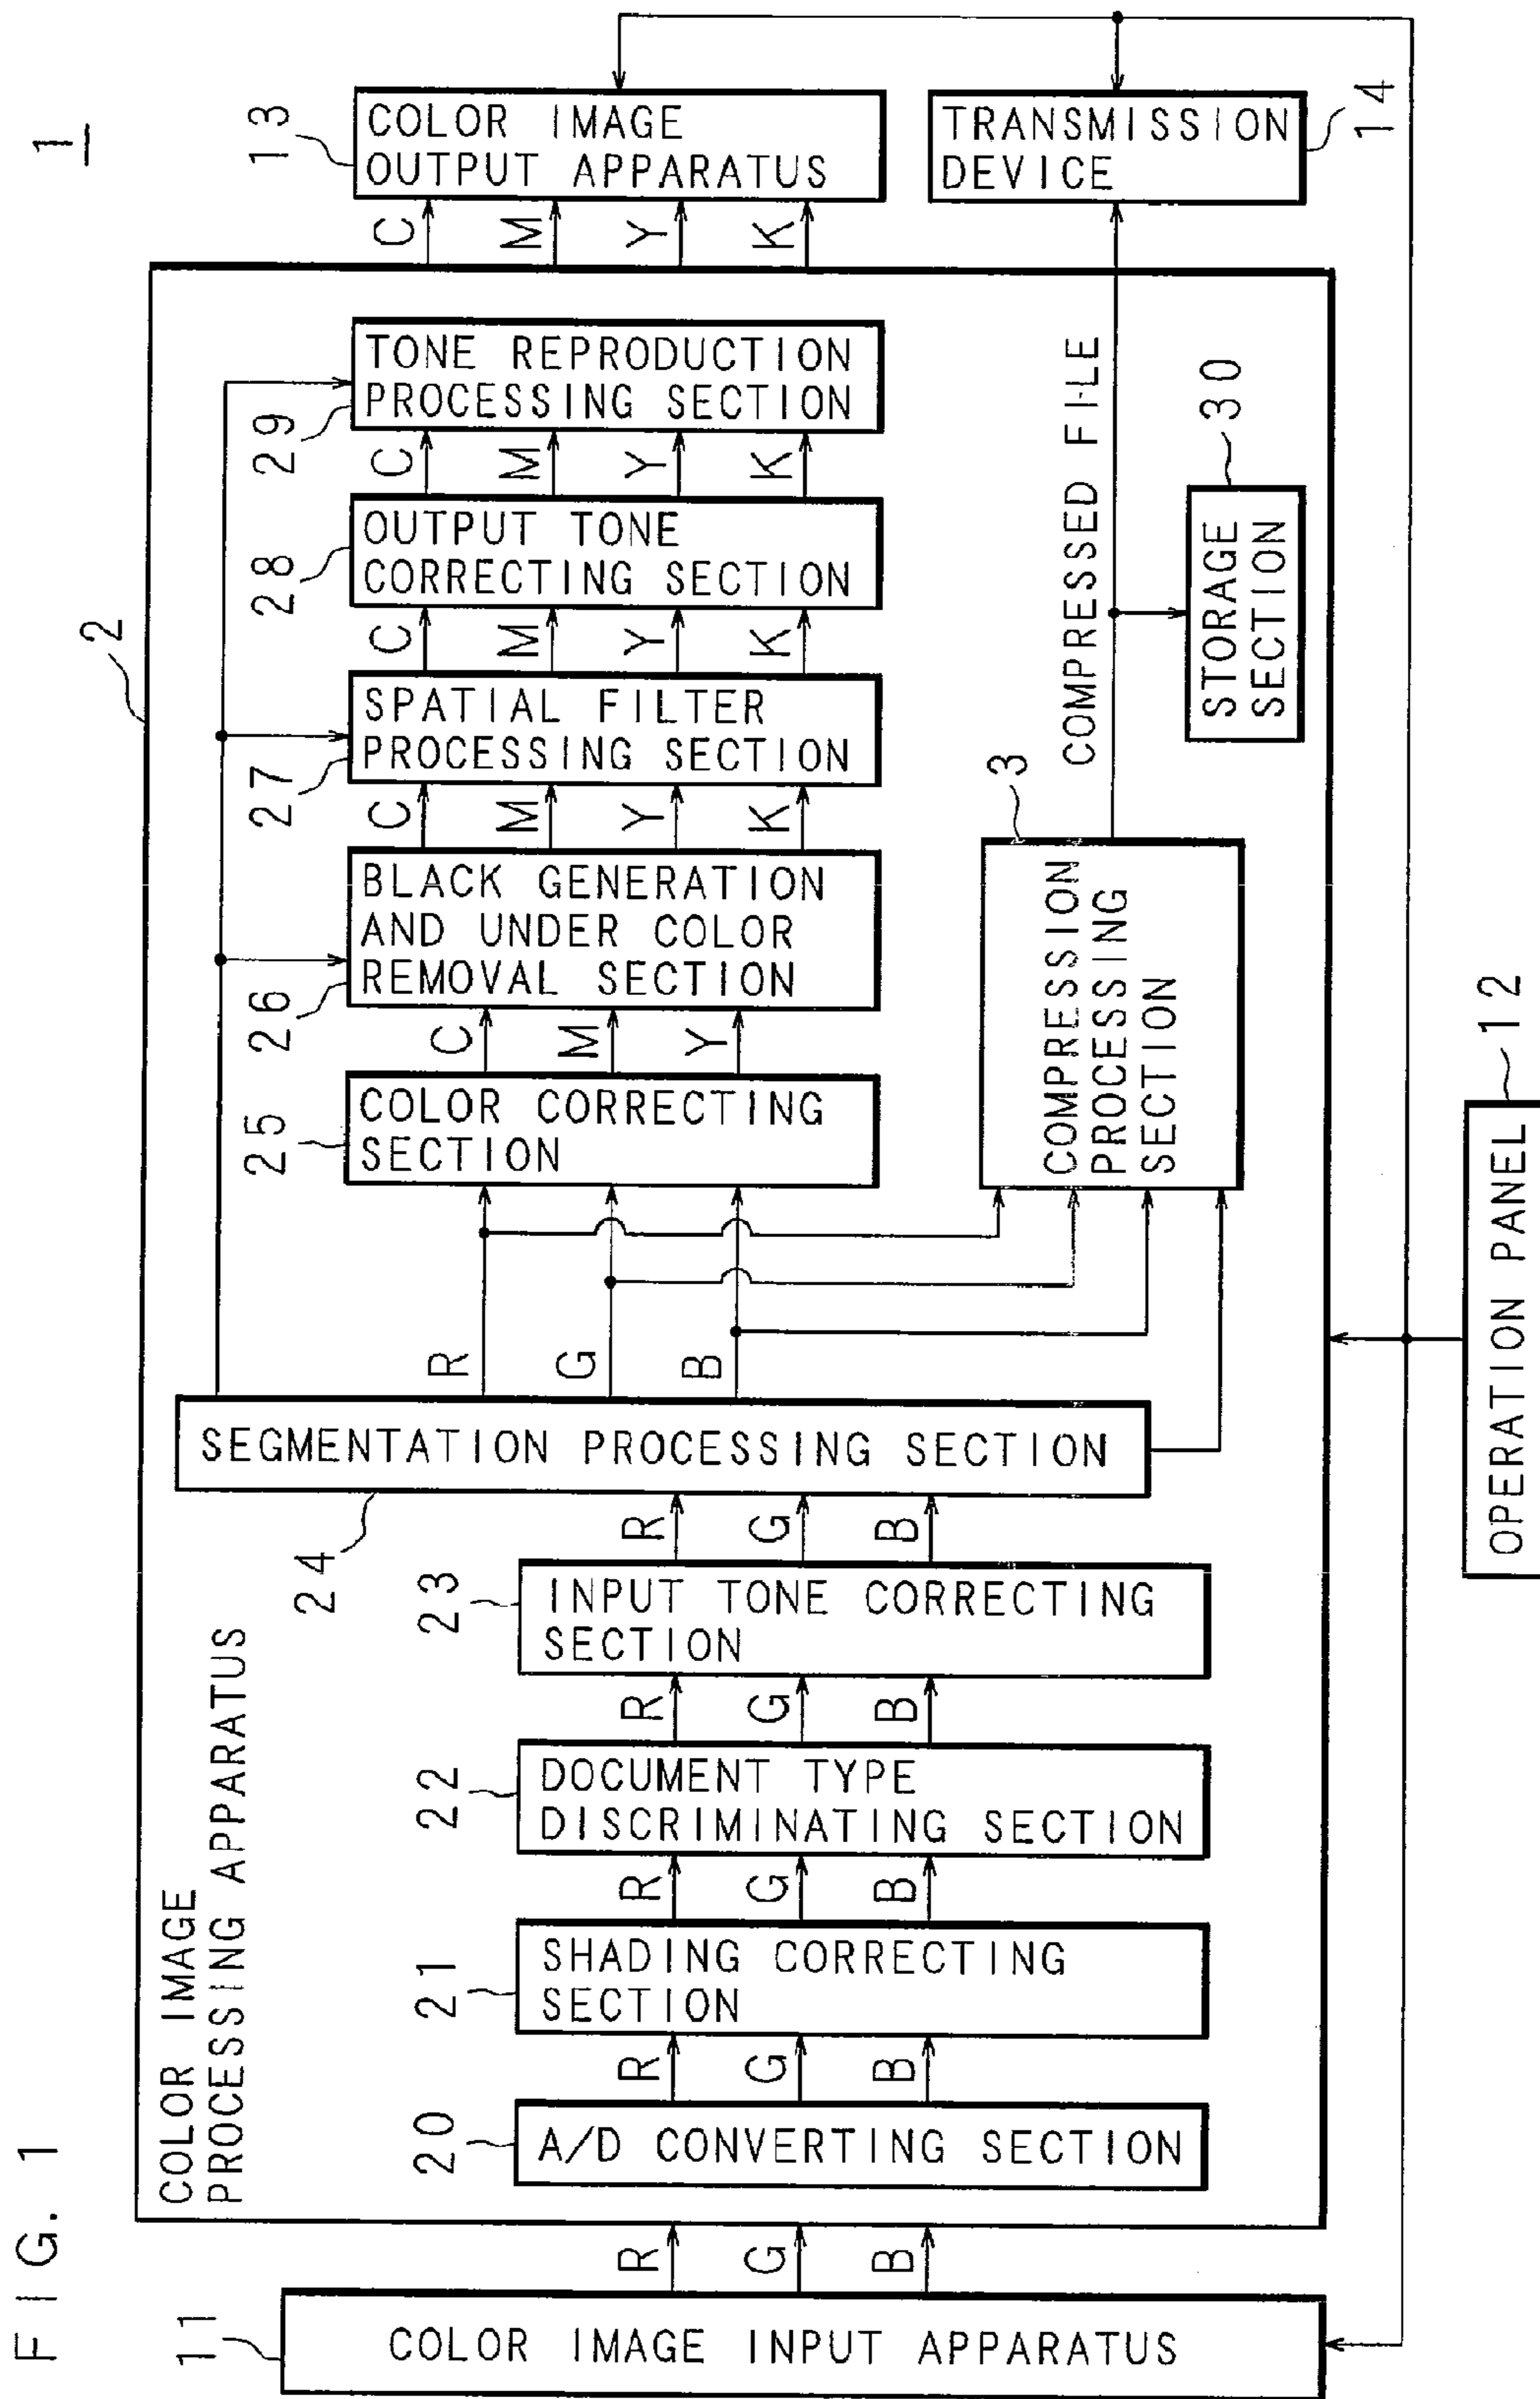 FIG. 1
1
11
COLOR IMAGE INPUT APPARATUS
R
G
B
2
COLOR IMAGE
PROCESSING APPARATUS
20
A/D CONVERTING SECTION
R
G
B
21
SHADING CORRECTING
SECTION
R
G
B
22
DOCUMENT TYPE
DISCRIMINATING SECTION
R
G
B
23
INPUT TONE CORRECTING
SECTION
R
G
B
24
SEGMENTATION PROCESSING SECTION
R
G
B
25
COLOR CORRECTING
SECTION
C
M
Y
26
BLACK GENERATION
AND UNDER COLOR
REMOVAL SECTION
C
M
Y
K
27
SPATIAL FILTER
PROCESSING SECTION
C
M
Y
K
28
OUTPUT TONE
CORRECTING SECTION
C
M
Y
K
29
TONE REPRODUCTION
PROCESSING SECTION
C
M
Y
K
13
COLOR IMAGE
OUTPUT APPARATUS
3
COMPRESSION
PROCESSING
SECTION
COMPRESSED FILE
STORAGE
SECTION
30
TRANSMISSION
DEVICE
14
OPERATION PANEL
12